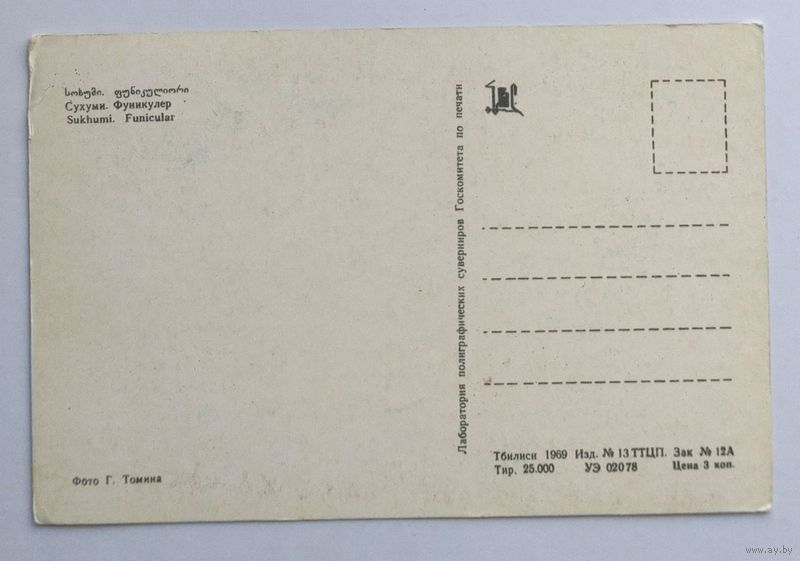 სოხუმი. ფუნიკულიორი
Сухуми. Фуникулер
Sukhumi. Funicular
Фото Г. Томина
Лаборатория полиграфических сувениров Госкомитета по печати
Тбилиси 1969 Изд. № 13 ТТЦП. Зак № 12А
Тир. 25.000 УЭ 02078 Цена 3 коп.
www.ay.by